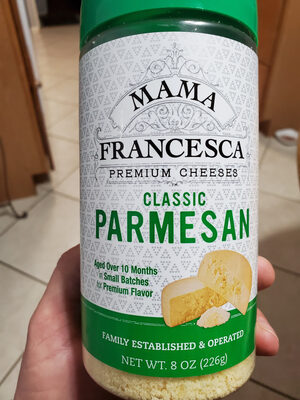 MAMA
FRANCESCA
PREMIUM CHEESES
CLASSIC
PARMESAN
Aged Over 10 Months
in Small Batches
for Premium Flavor
FAMILY ESTABLISHED & OPERATED
NET WT. 8 OZ (226g)